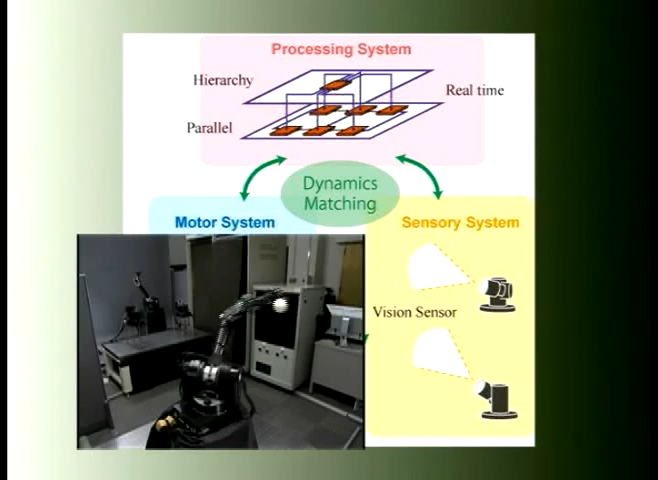 Processing System
Hierarchy
Real time
Parallel
Dynamics
Matching
Motor System
Sensory System
Vision Sensor